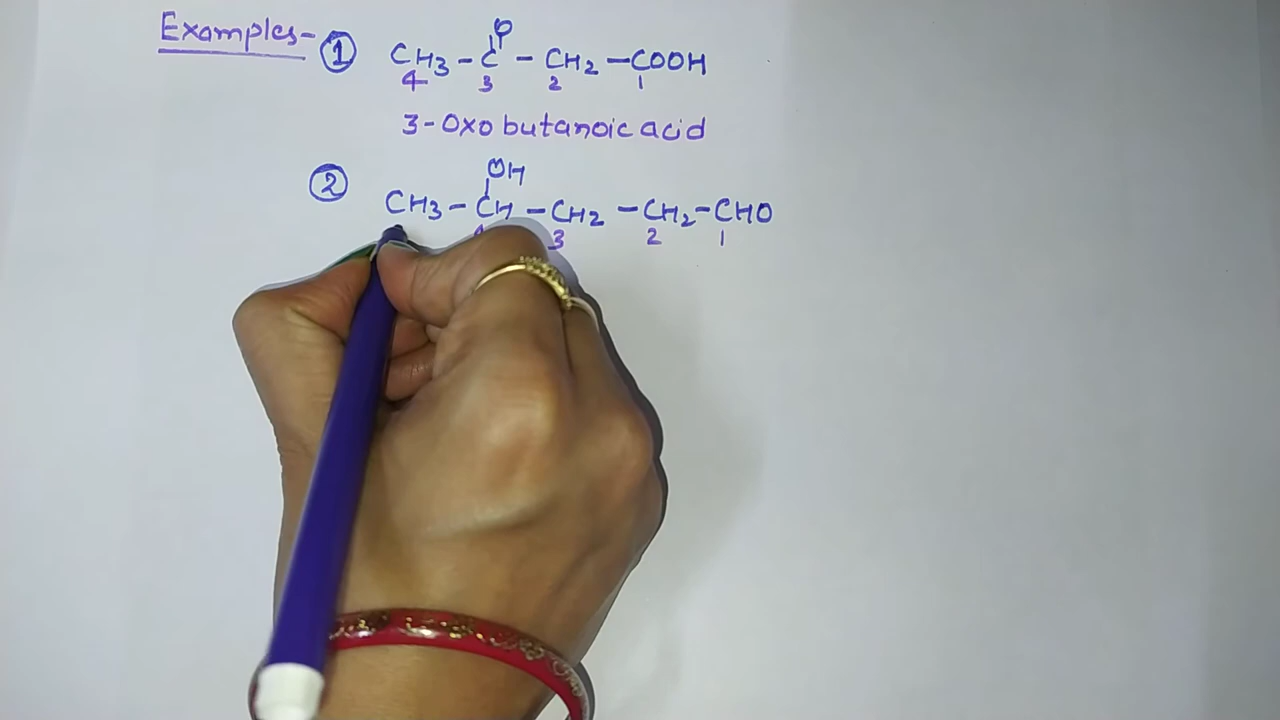 Examples- ① CH3 - C - CH2 - COOH
O
4 3 2 1
3-Oxo butanoic acid
② OH
CH3 - CH - CH2 - CH2 - CHO
3 2 1